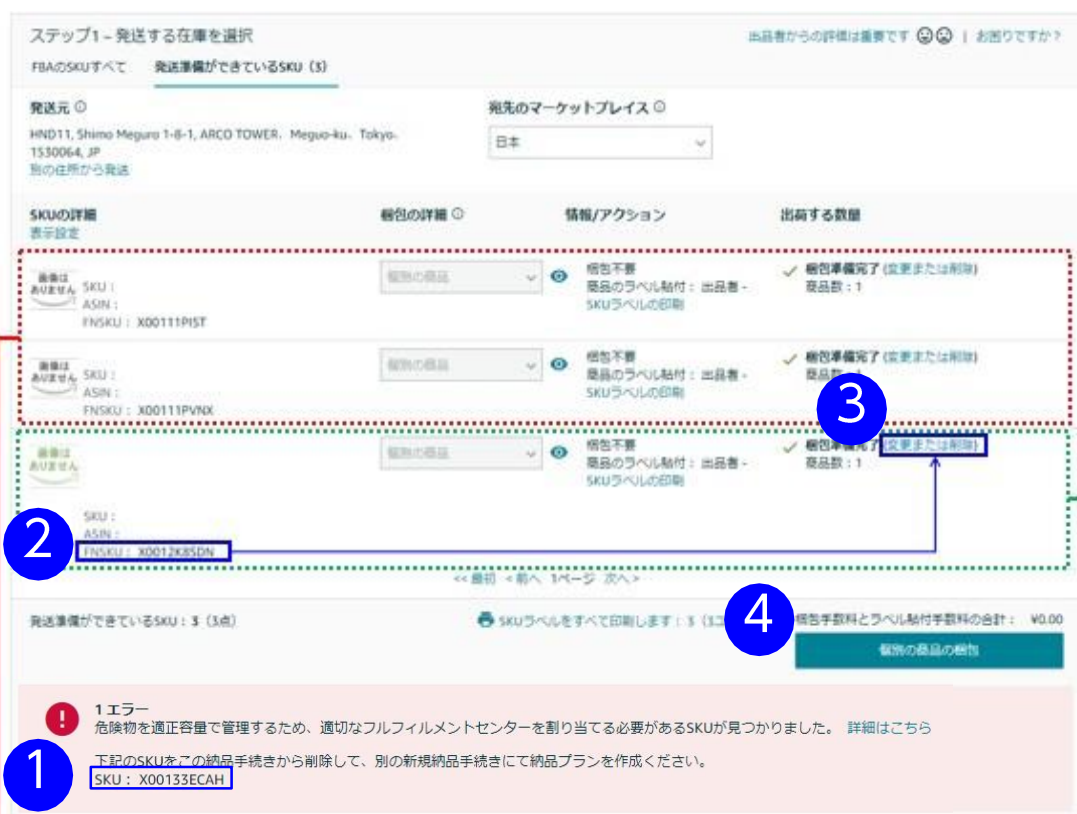 ステップ1 – 発送する在庫を選択
出品者からの評価は重要です | お困りですか?
FBAのSKUすべて 発送準備ができているSKU (3)
発送元
宛先のマーケットプレイス
HND11, Shimo Meguro 1-8-1, ARCO TOWER、Meguo-ku、Tokyo、
日本
1530064, JP
別の住所から発送
SKUの詳細 梱包の詳細 情報/アクション 出荷する数量
表示設定
画像はありません
個別の商品
梱包不要
梱包準備完了 (変更または削除)
SKU :
商品のラベル貼付: 出品者 -
商品数:1
ASIN :
SKUラベルの印刷
FNSKU : X00111PIST
画像はありません
個別の商品
梱包不要
梱包準備完了 (変更または削除)
SKU :
商品のラベル貼付: 出品者 -
ASIN :
SKUラベルの印刷
FNSKU : X00111PVNX
3
画像はありません
個別の商品
梱包不要
梱包準備完了 (変更または削除)
商品のラベル貼付: 出品者 -
商品数:1
SKUラベルの印刷
SKU :
ASIN :
2
FNSKU : X0012K8SDN
<< 最初 < 前へ 1ページ 次へ >
発送準備ができているSKU:3 (3点)
SKUラベルをすべて印刷します:3
4
梱包手数料とラベル貼付手数料の合計: ¥0.00
個別の商品の梱包
1 エラー
危険物を適正容量で管理するため、適切なフルフィルメントセンターを割り当てる必要があるSKUが見つかりました。 詳細はこちら
1
下記のSKUをこの納品手続きから削除して、別の新規納品手続きにて納品プランを作成ください。
SKU: X00133ECAH